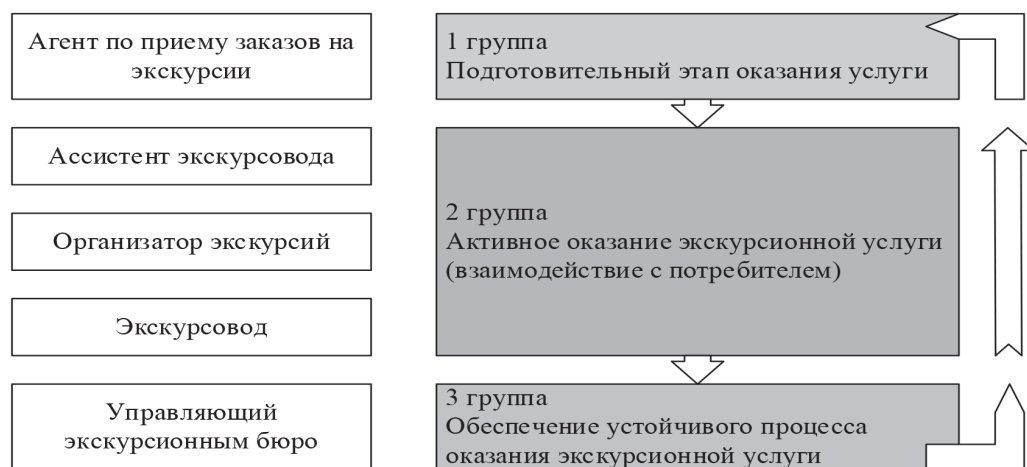 Агент по приему заказов на
экскурсии
1 группа
Подготовительный этап оказания услуги
Ассистент экскурсовода
Организатор экскурсий
Экскурсовод
2 группа
Активное оказание экскурсионной услуги
(взаимодействие с потребителем)
Управляющий
экскурсионным бюро
3 группа
Обеспечение устойчивого процесса
оказания экскурсионной услуги